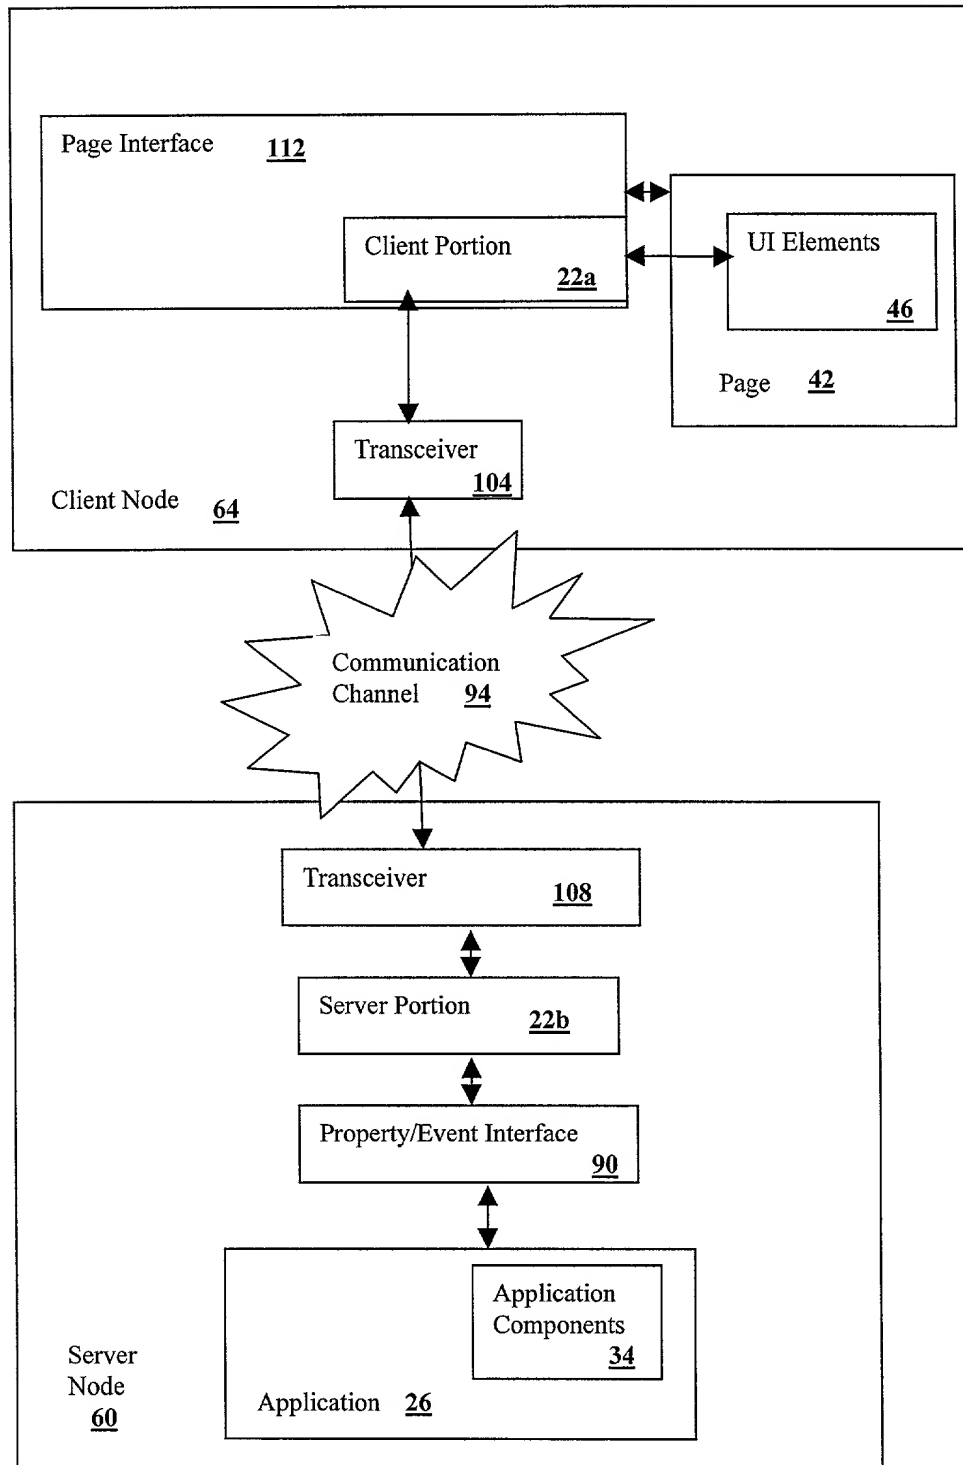 Page Interface 112
Client Portion
22a
UI Elements
46
Page 42
Transceiver
104
Client Node 64
Communication
Channel 94
Transceiver
108
Server Portion
22b
Property/Event Interface
90
Application
Components
34
Server
Node
60
Application 26